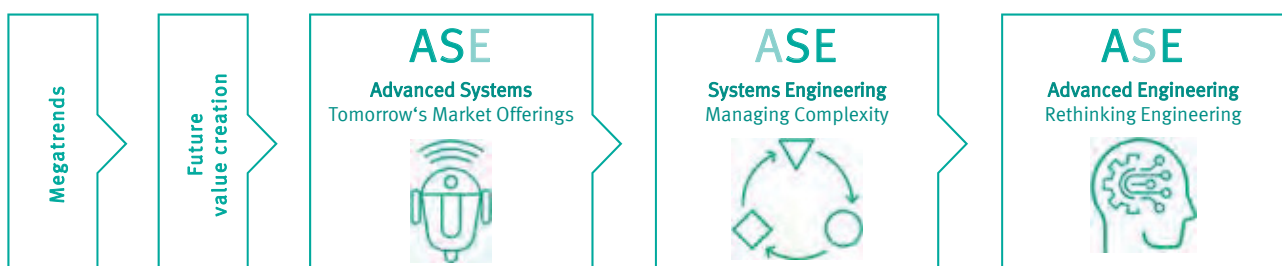 Megatrends
Future
value creation
ASE
Advanced Systems
Tomorrow‘s Market Offerings
ASE
Systems Engineering
Managing Complexity
ASE
Advanced Engineering
Rethinking Engineering